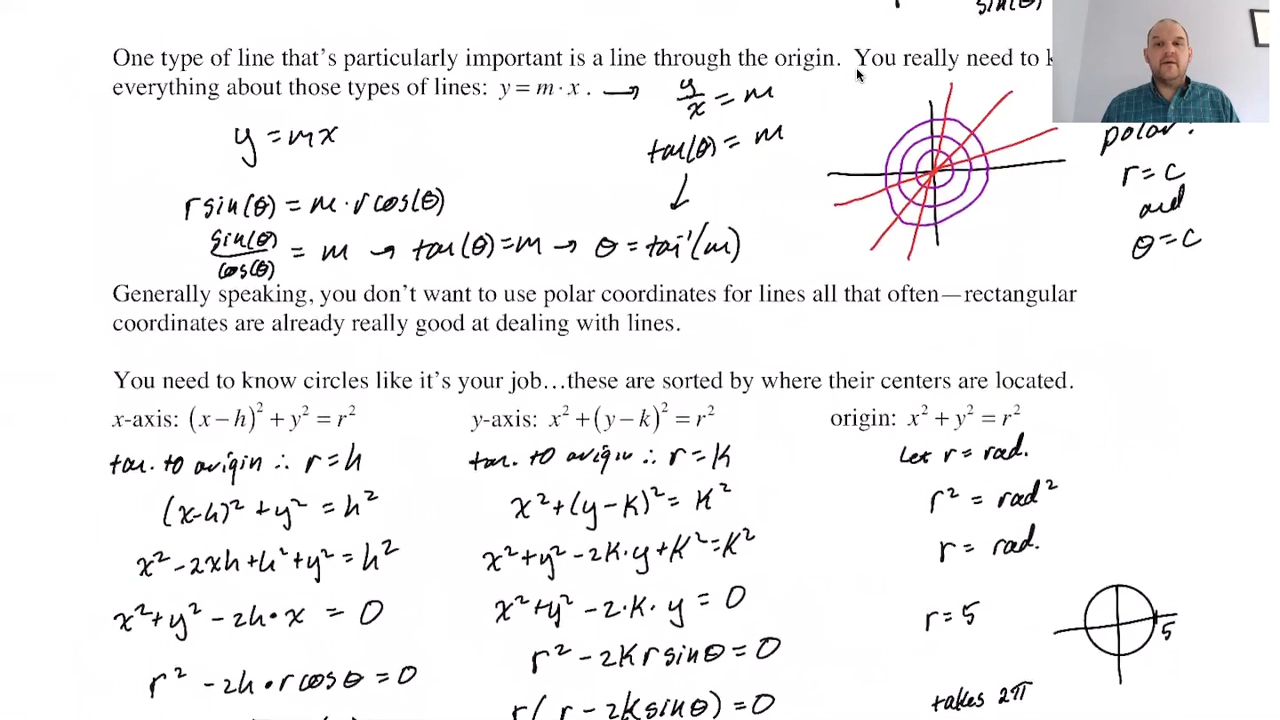 sin(θ)
One type of line that's particularly important is a line through the origin. You really need to k
everything about those types of lines: y = m · x . → y/x = m
y = mx
tan(θ) = m
↓
r sin(θ) = m · r cos(θ)
sin(θ)/cos(θ) = m → tan(θ) = m → θ = tan⁻¹(m)
polar:
r = c
and
θ = c
Generally speaking, you don't want to use polar coordinates for lines all that often—rectangular
coordinates are already really good at dealing with lines.
You need to know circles like it's your job…these are sorted by where their centers are located.
x-axis: (x − h)² + y² = r²
tan. to origin ∴ r = h
(x-h)² + y² = h²
x² - 2xh + h² + y² = h²
x² + y² - 2h • x = 0
r² - 2h • r cos θ = 0
y-axis: x² + (y − k)² = r²
tan. to origin ∴ r = k
x² + (y - k)² = k²
x² + y² - 2k · y + k² = k²
x² + y² - 2 · k · y = 0
r² - 2k r sin θ = 0
r( r - 2k sin θ ) = 0
origin: x² + y² = r²
Let r = rad.
r² = rad²
r = rad.
r = 5
5
takes 2π